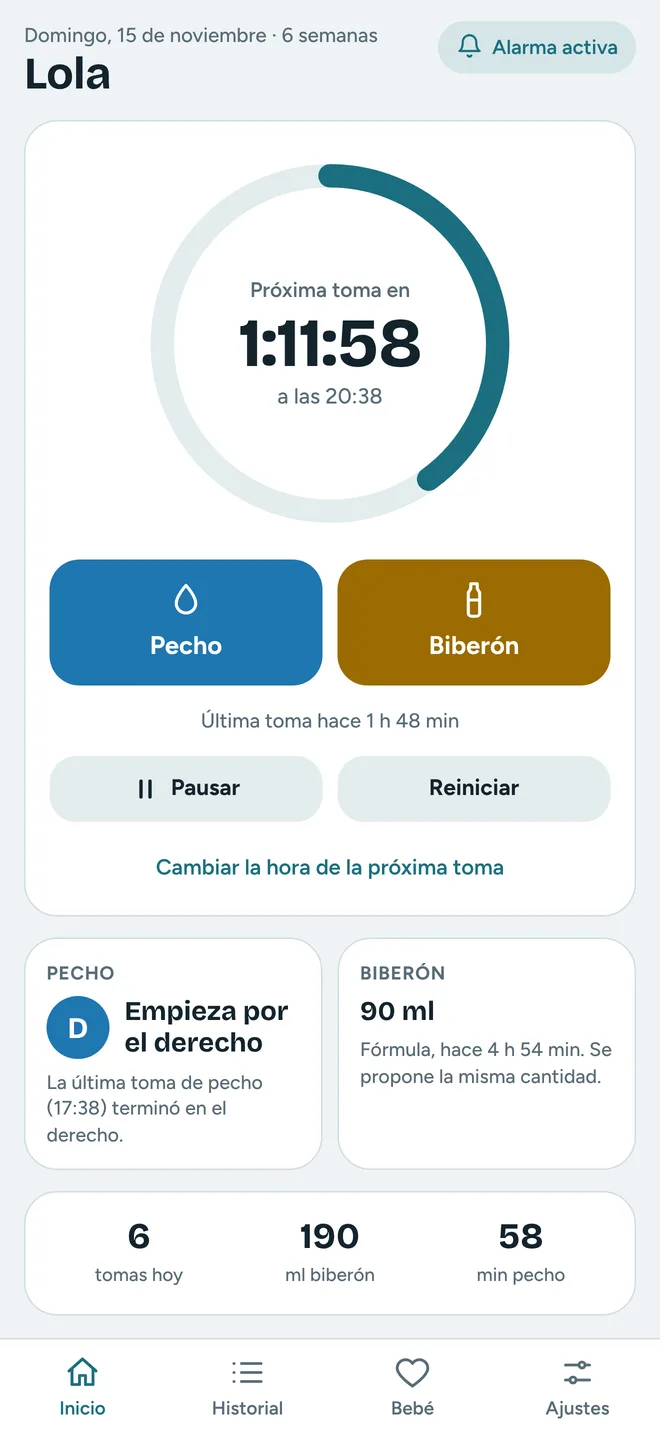 Domingo, 15 de noviembre · 6 semanas
Lola
Alarma activa
Próxima toma en
1:11:58
a las 20:38
Pecho
Biberón
Última toma hace 1 h 48 min
Pausar
Reiniciar
Cambiar la hora de la próxima toma
PECHO
D
Empieza por
el derecho
La última toma de pecho
(17:38) terminó en el
derecho.
BIBERÓN
90 ml
Fórmula, hace 4 h 54 min. Se
propone la misma cantidad.
6
tomas hoy
190
ml biberón
58
min pecho
Inicio
Historial
Bebé
Ajustes